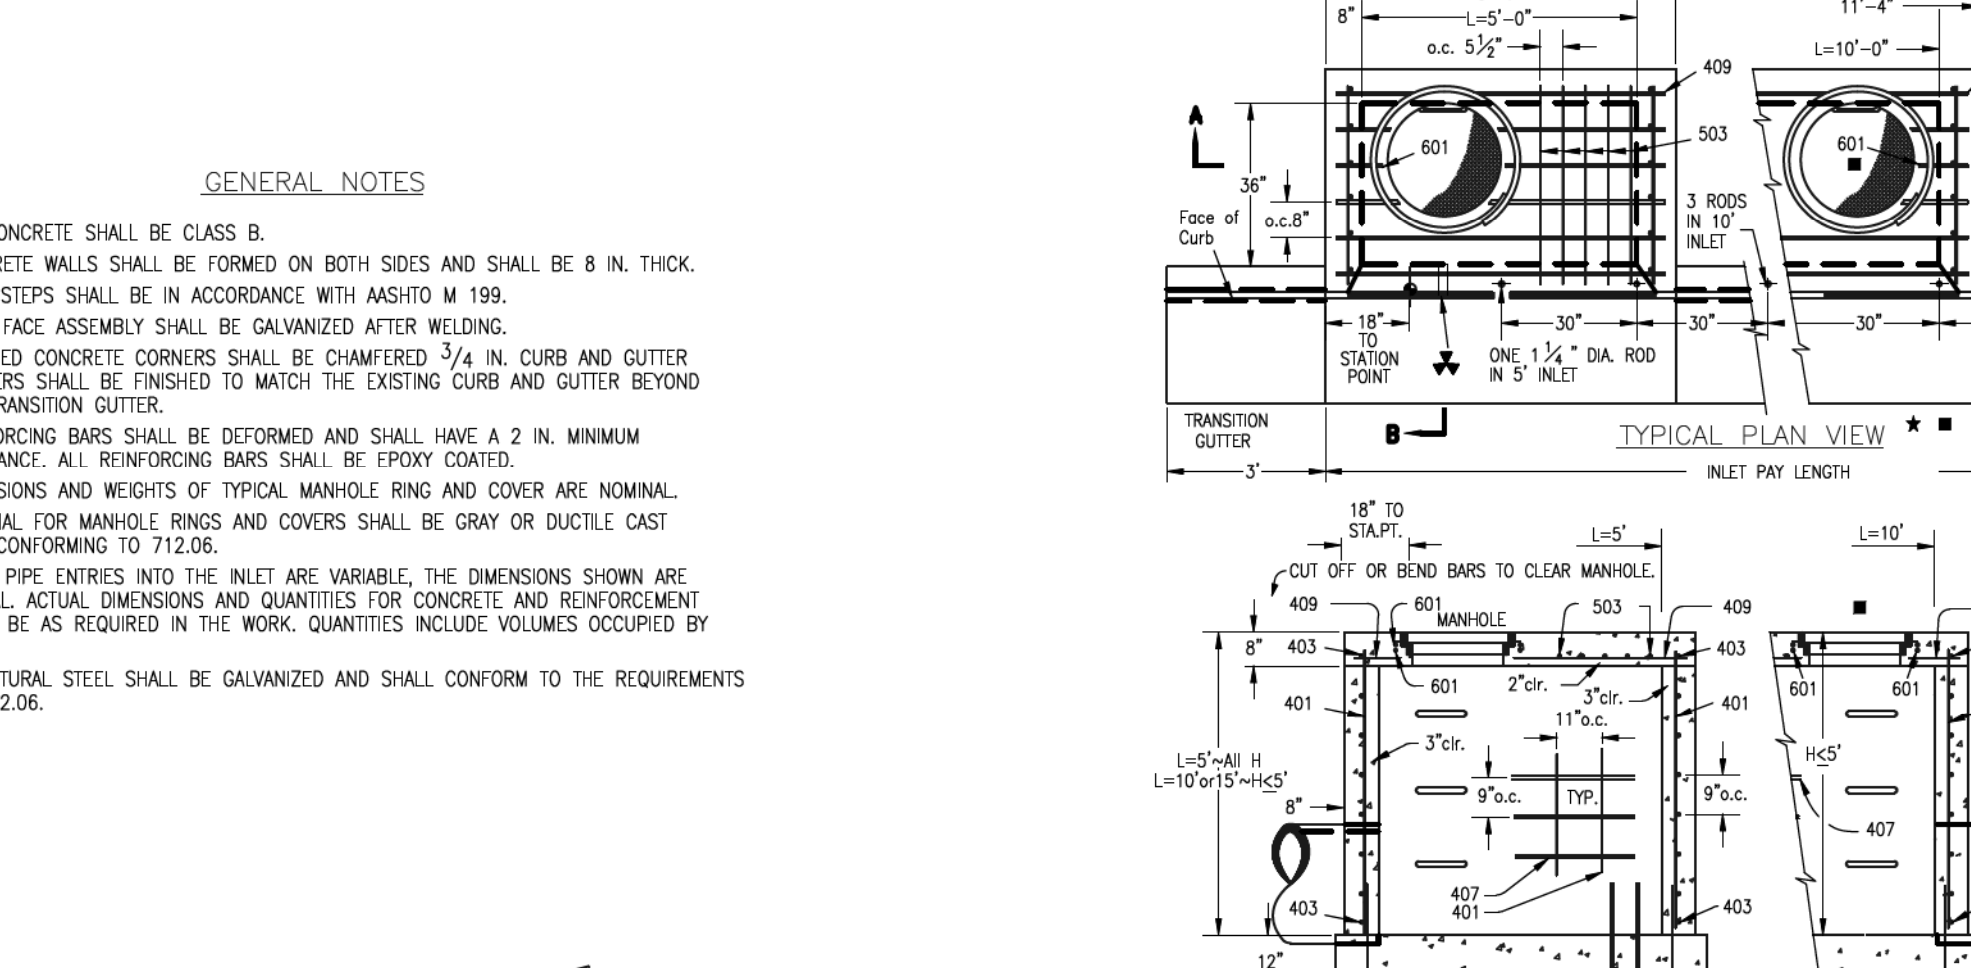 GENERAL NOTES
ONCRETE SHALL BE CLASS B.
RETE WALLS SHALL BE FORMED ON BOTH SIDES AND SHALL BE 8 IN. THICK.
STEPS SHALL BE IN ACCORDANCE WITH AASHTO M 199.
FACE ASSEMBLY SHALL BE GALVANIZED AFTER WELDING.
ED CONCRETE CORNERS SHALL BE CHAMFERED 3/4 IN. CURB AND GUTTER
ERS SHALL BE FINISHED TO MATCH THE EXISTING CURB AND GUTTER BEYOND
RANSITION GUTTER.
ORCING BARS SHALL BE DEFORMED AND SHALL HAVE A 2 IN. MINIMUM
ANCE. ALL REINFORCING BARS SHALL BE EPOXY COATED.
SIONS AND WEIGHTS OF TYPICAL MANHOLE RING AND COVER ARE NOMINAL.
IAL FOR MANHOLE RINGS AND COVERS SHALL BE GRAY OR DUCTILE CAST
CONFORMING TO 712.06.
PIPE ENTRIES INTO THE INLET ARE VARIABLE, THE DIMENSIONS SHOWN ARE
L. ACTUAL DIMENSIONS AND QUANTITIES FOR CONCRETE AND REINFORCEMENT
BE AS REQUIRED IN THE WORK. QUANTITIES INCLUDE VOLUMES OCCUPIED BY
TURAL STEEL SHALL BE GALVANIZED AND SHALL CONFORM TO THE REQUIREMENTS
2.06.
8"
L=5'-0"
11'-4"
o.c. 5 1/2"
L=10'-0"
409
A
503
601
601
36"
3 RODS
IN 10'
INLET
Face of
Curb
o.c.8"
18"
TO
STATION
POINT
30"
30"
30"
ONE 1 1/4" DIA. ROD
IN 5' INLET
TRANSITION
GUTTER
B
TYPICAL PLAN VIEW ★ ■
3'
INLET PAY LENGTH
18" TO
STA.PT.
L=5'
L=10'
CUT OFF OR BEND BARS TO CLEAR MANHOLE.
409
601
MANHOLE
503
409
8"
403
403
601
2"clr.
3"clr.
601
601
401
11"o.c.
401
3"clr.
L=5'~All H
L=10'or15'~H≤5'
H≤5'
9"o.c.
TYP.
9"o.c.
8"
407
407
401
403
403
12"